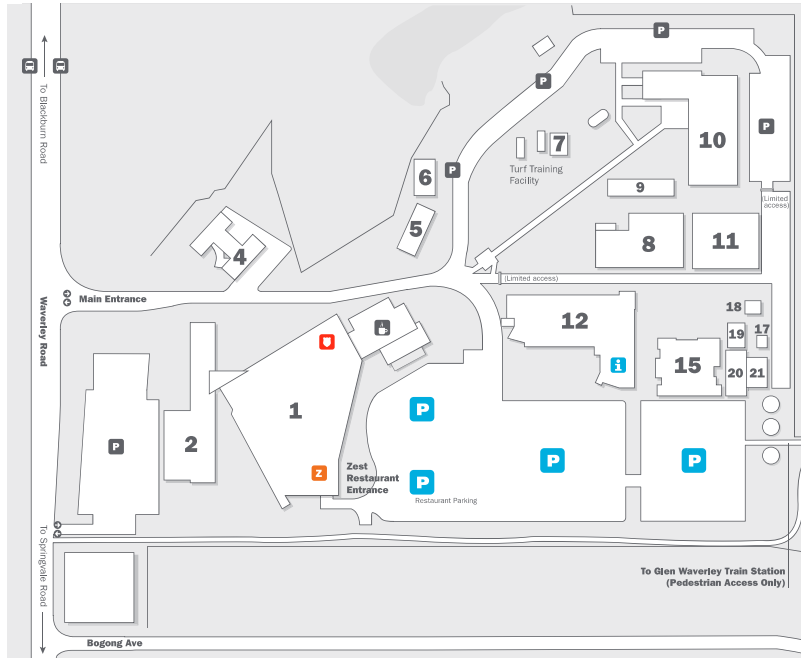 P
P
P
P
10
7
6
Turf Training
Facility
9
(Limited
access)
5
8
11
4
(Limited access)
Main Entrance
To Blackburn Road
Waverley Road
18
12
19
17
i
15
20
21
1
P
2
P
P
P
Z
Zest
Restaurant
Entrance
P
Restaurant Parking
To Springvale Road
To Glen Waverley Train Station
(Pedestrian Access Only)
Bogong Ave